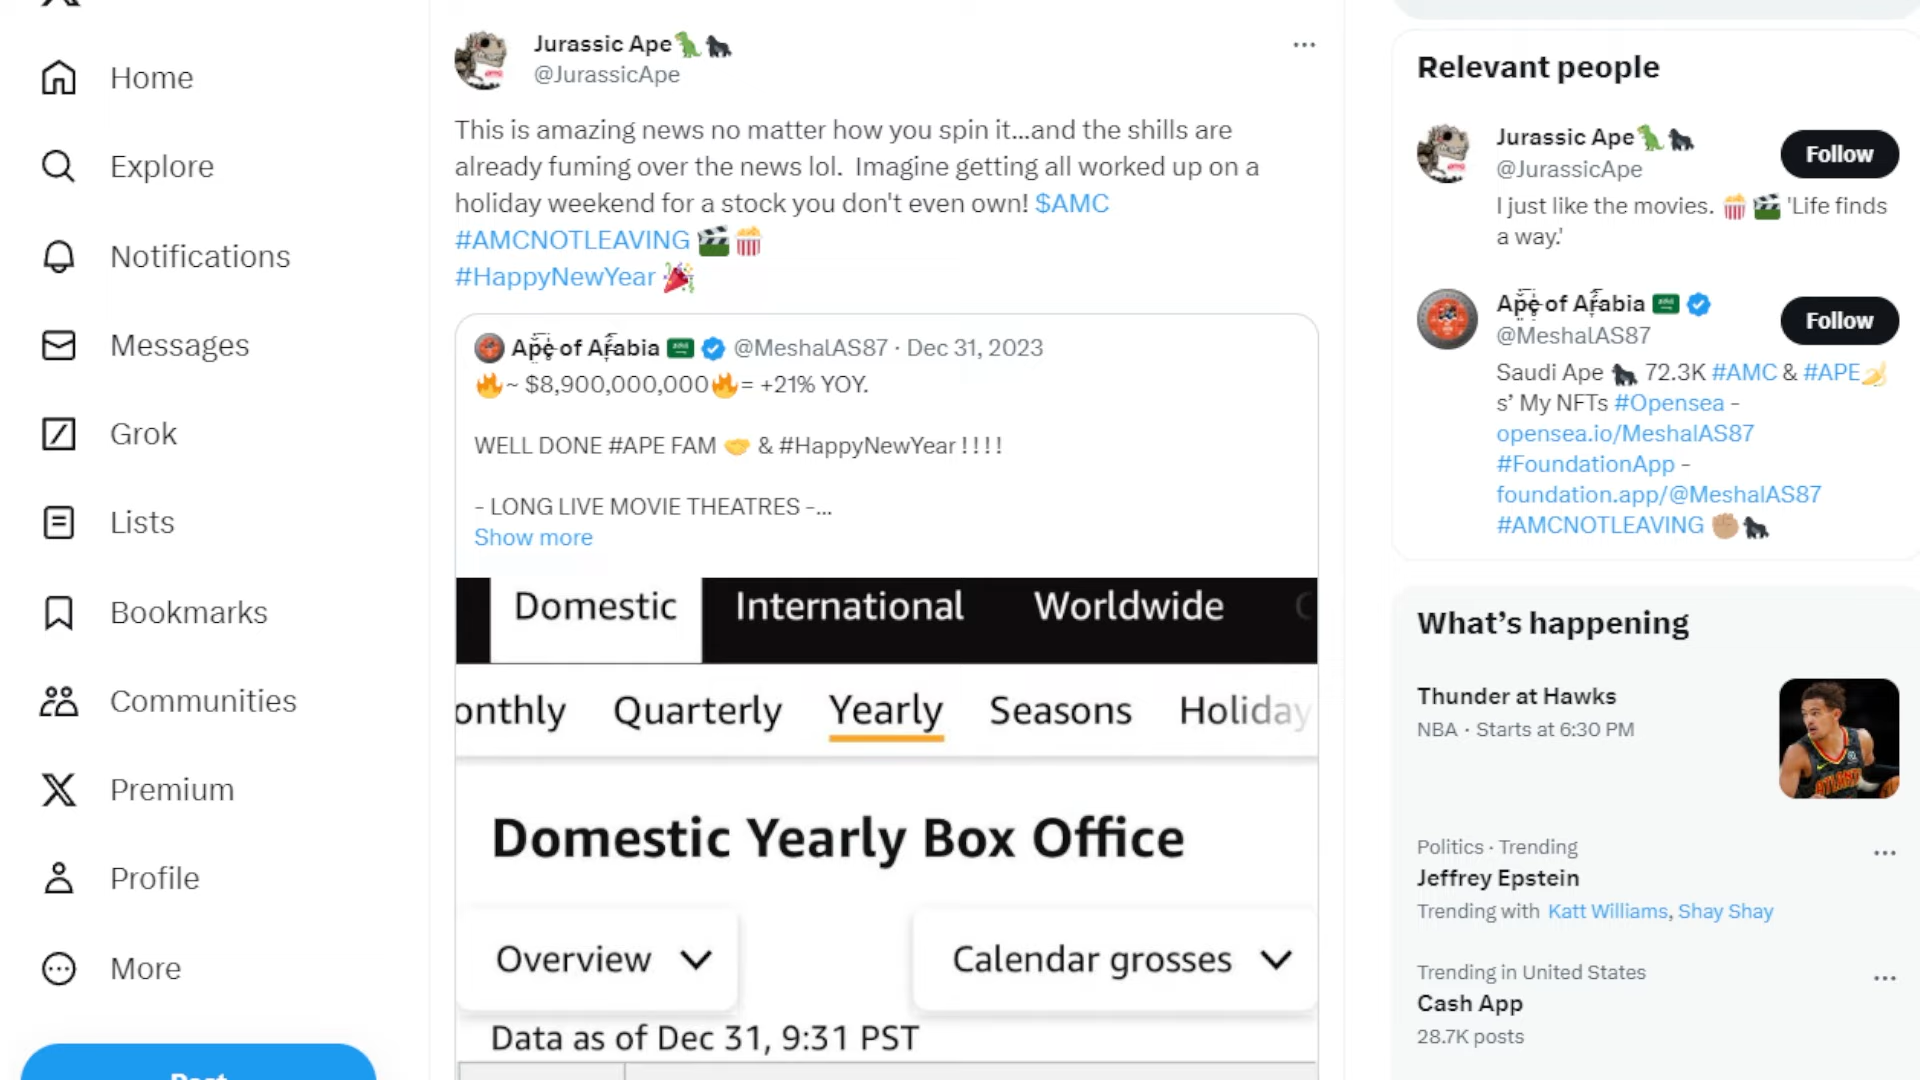 Home
Explore
Notifications
Messages
Grok
Lists
Bookmarks
Communities
Premium
Profile
More
Jurassic Ape🦖🦍
@JurassicApe
This is amazing news no matter how you spin it...and the shills are
already fuming over the news lol.  Imagine getting all worked up on a
holiday weekend for a stock you don't even own! $AMC
#AMCNOTLEAVING 🎬🍿
#HappyNewYear 🎉
of Arabia 🇸🇦 @MeshalAS87 · Dec 31, 2023
🔥~ $8,900,000,000🔥= +21% YOY.
WELL DONE #APE FAM 🤝 & #HappyNewYear !!!!
- LONG LIVE MOVIE THEATRES -...
Show more
Domestic International Worldwide
onthly Quarterly Yearly Seasons Holiday
Domestic Yearly Box Office
Overview Calendar grosses
Data as of Dec 31, 9:31 PST
Relevant people
Jurassic Ape🦖🦍
@JurassicApe
Follow
I just like the movies. 🍿🎬 'Life finds
a way.'
of Arabia 🇸🇦
@MeshalAS87
Follow
Saudi Ape 🦍 72.3K #AMC & #APE🍌
s’ My NFTs #Opensea -
opensea.io/MeshalAS87
#FoundationApp -
foundation.app/@MeshalAS87
#AMCNOTLEAVING ✊🏽🦍
What’s happening
Thunder at Hawks
NBA · Starts at 6:30 PM
Politics · Trending
Jeffrey Epstein
Trending with Katt Williams, Shay Shay
Trending in United States
Cash App
28.7K posts